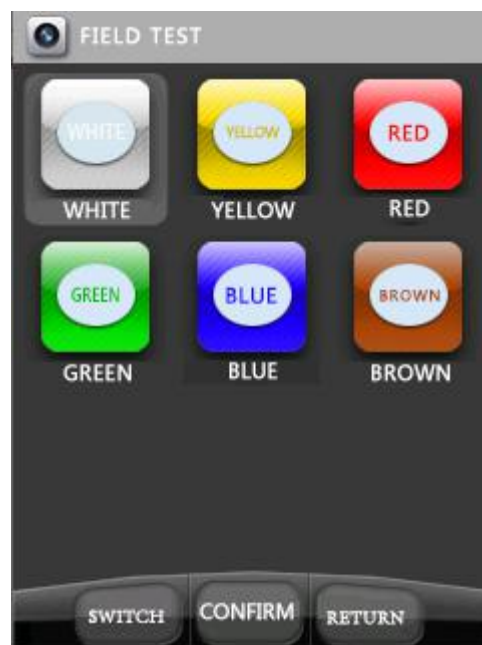 FIELD TEST
WHITE YELLOW RED
WHITE YELLOW RED
GREEN BLUE BROWN
GREEN BLUE BROWN
SWITCH CONFIRM RETURN